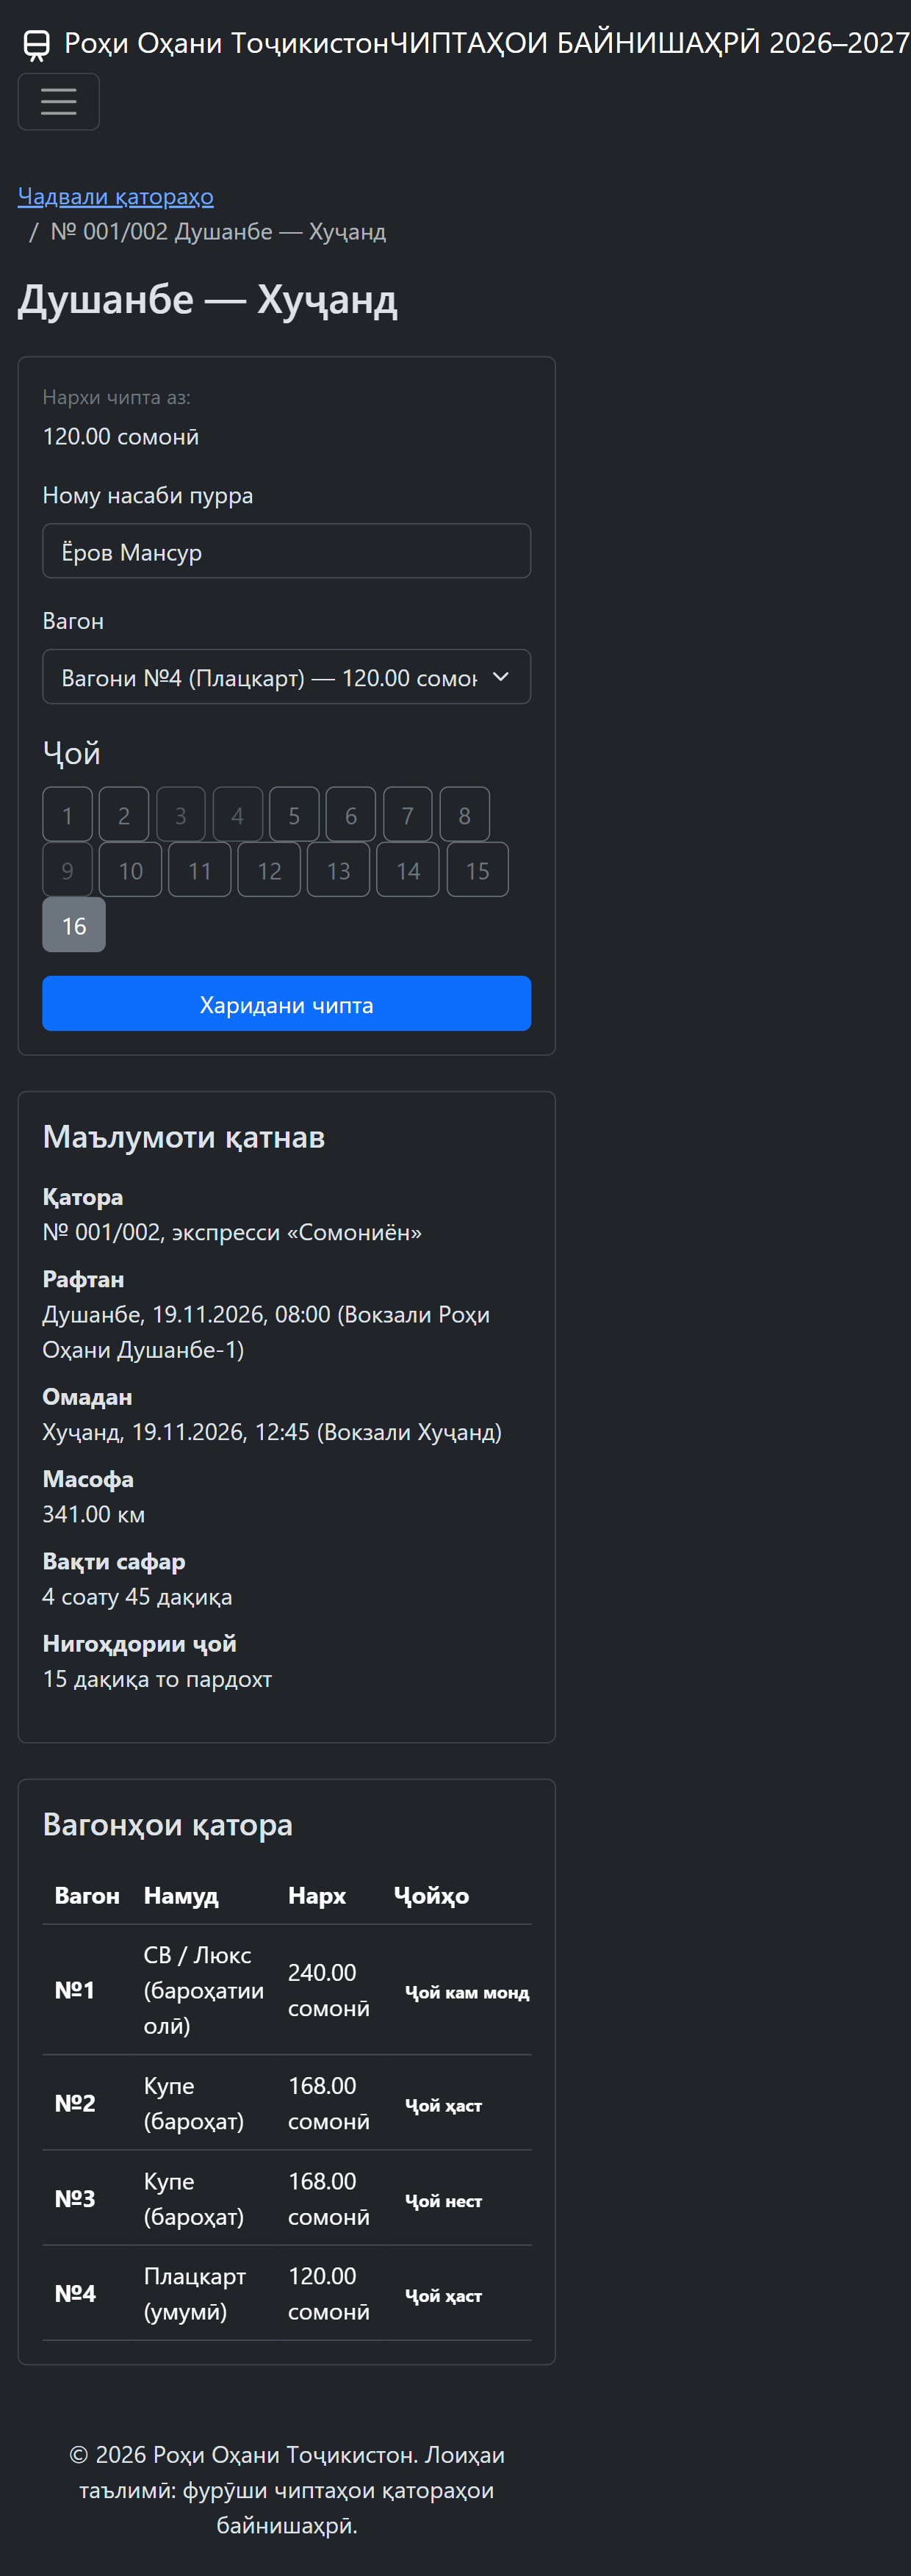 Роҳи Оҳани ТоҷикистонЧИПТАҲОИ БАЙНИШАҲРӢ 2026–2027
Чадвали қатораҳо
/ № 001/002 Душанбе — Хуҷанд
Душанбе — Хуҷанд
Нархи чипта аз:
120.00 сомонӣ
Ному насаби пурра
Ёров Мансур
Вагон
Вагони №4 (Плацкарт) — 120.00 сомон
Ҷой
1 2 3 4 5 6 7 8
9 10 11 12 13 14 15
16
Харидани чипта
Маълумоти қатнав
Қатора
№ 001/002, экспресси «Сомониён»
Рафтан
Душанбе, 19.11.2026, 08:00 (Вокзали Роҳи
Оҳани Душанбе-1)
Омадан
Хуҷанд, 19.11.2026, 12:45 (Вокзали Хуҷанд)
Масофа
341.00 км
Вақти сафар
4 соату 45 дақиқа
Нигоҳдории ҷой
15 дақиқа то пардохт
Вагонҳои қатора
Вагон Намуд Нарх Ҷойҳо
№1 СВ / Люкс (бароҳатии олӣ) 240.00 сомонӣ Ҷой кам монд
№2 Купе (бароҳат) 168.00 сомонӣ Ҷой ҳаст
№3 Купе (бароҳат) 168.00 сомонӣ Ҷой нест
№4 Плацкарт (умумӣ) 120.00 сомонӣ Ҷой ҳаст
© 2026 Роҳи Оҳани Тоҷикистон. Лоиҳаи
таълимӣ: фурӯши чиптаҳои қатораҳои
байнишаҳрӣ.